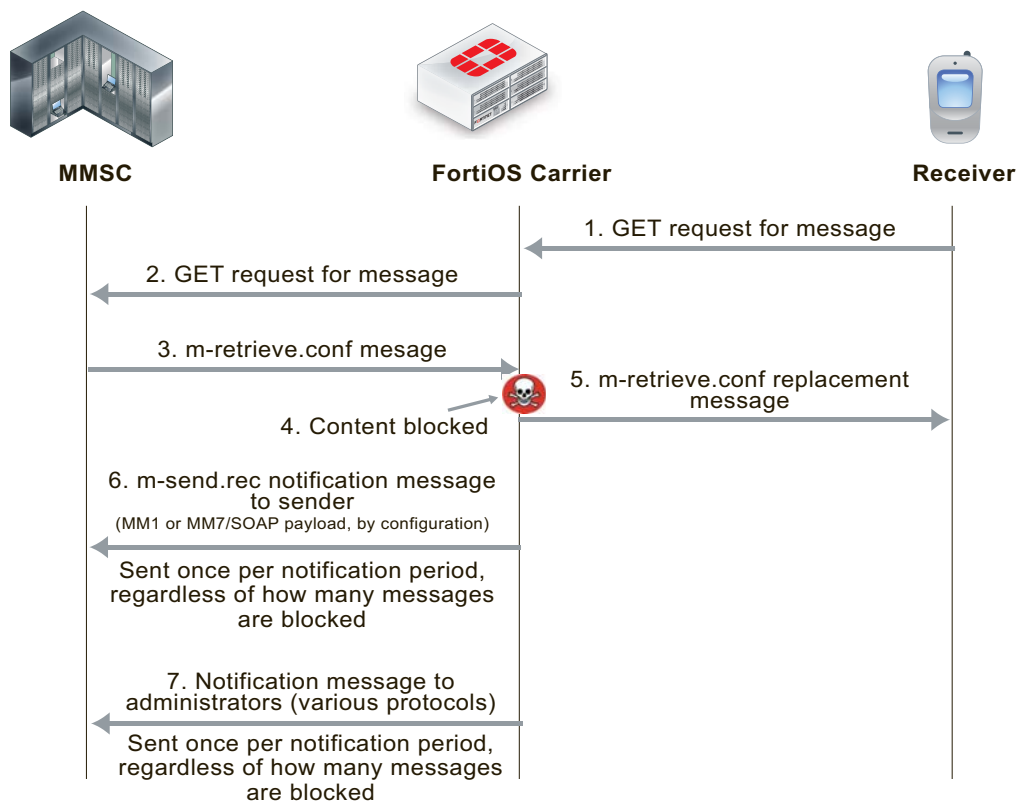 MMSC
FortiOS Carrier
Receiver
1. GET request for message
2. GET request for message
3. m-retrieve.conf mesage
4. Content blocked
5. m-retrieve.conf replacement
message
6. m-send.rec notification message
to sender
(MM1 or MM7/SOAP payload, by configuration)
Sent once per notification period,
regardless of how many messages
are blocked
7. Notification message to
administrators (various protocols)
Sent once per notification period,
regardless of how many messages
are blocked